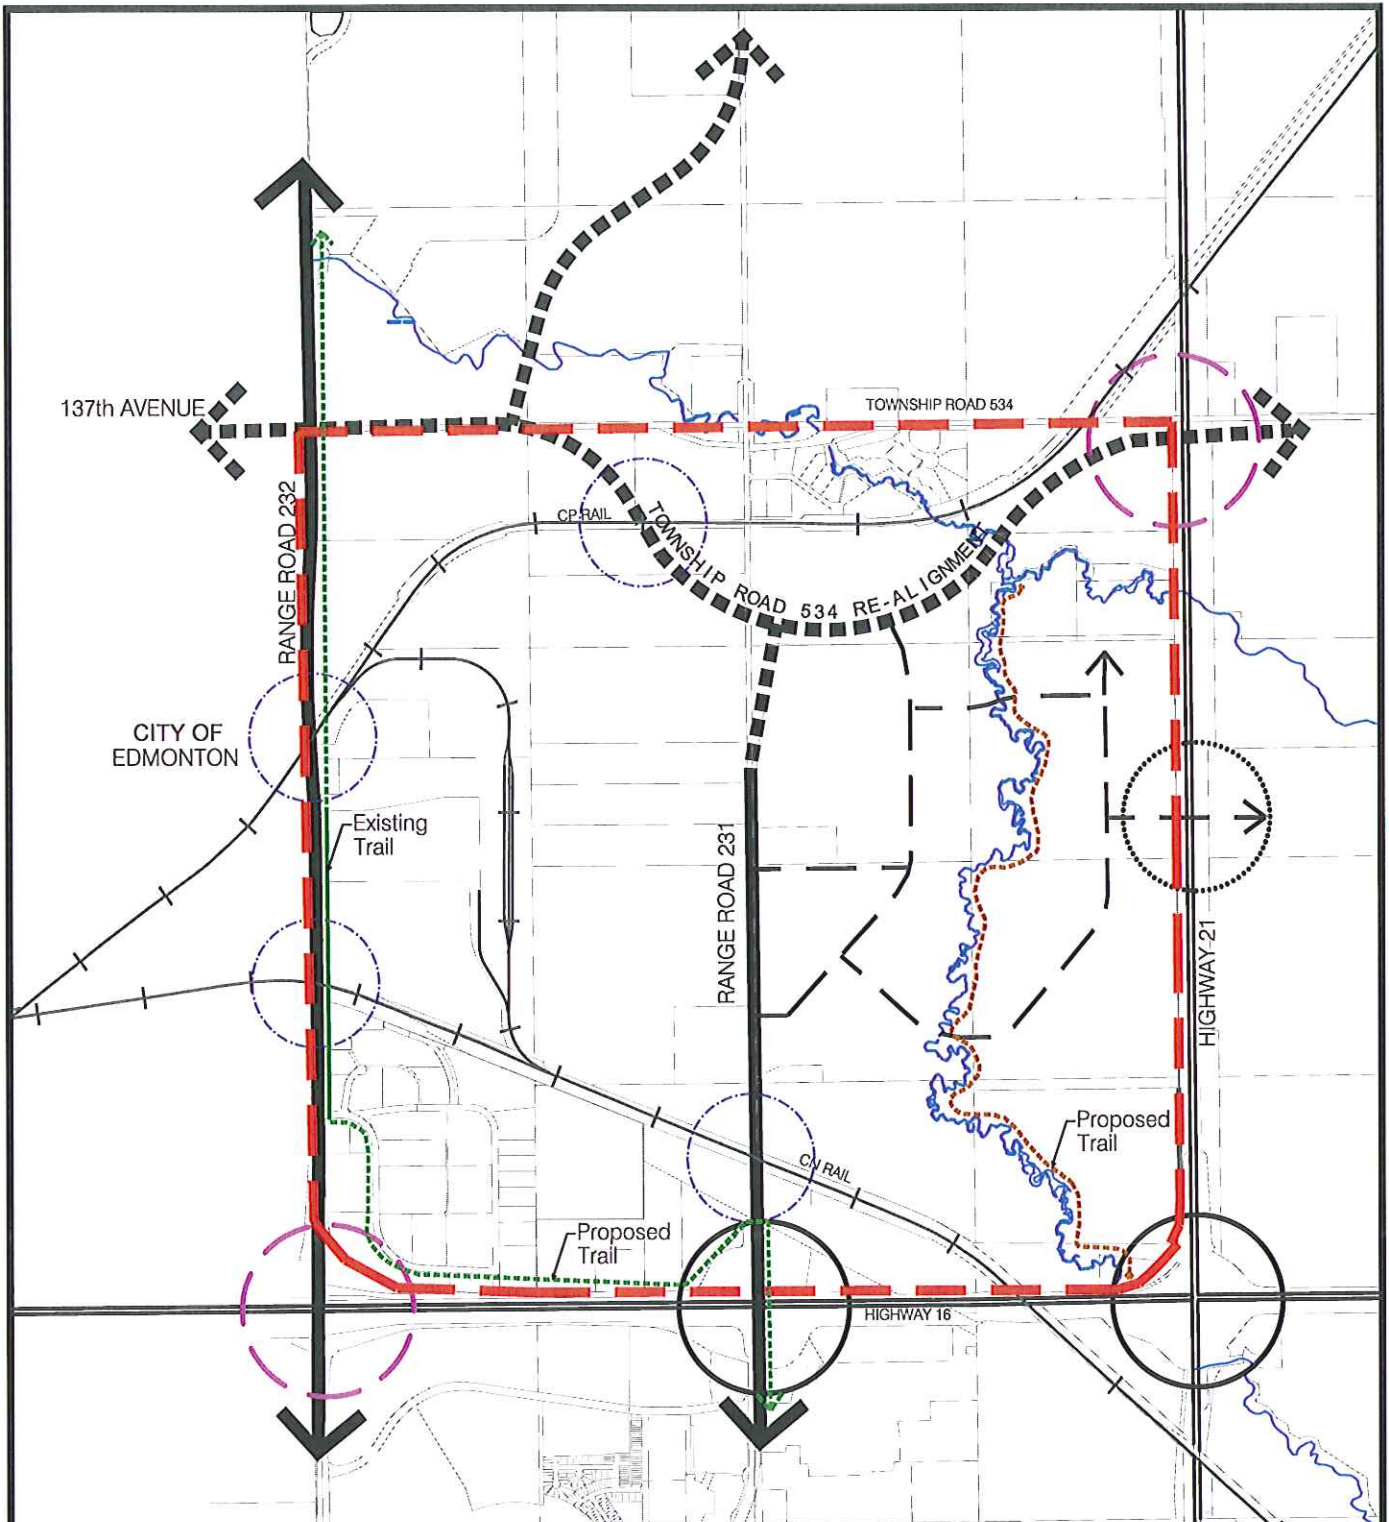 137th AVENUE
TOWNSHIP ROAD 534
RANGE ROAD 232
CP RAIL
TOWNSHIP ROAD 534 RE-ALIGNMENT
CITY OF
EDMONTON
Existing
Trail
RANGE ROAD 231
HIGHWAY 21
Proposed
Trail
CN RAIL
Proposed
Trail
HIGHWAY 16